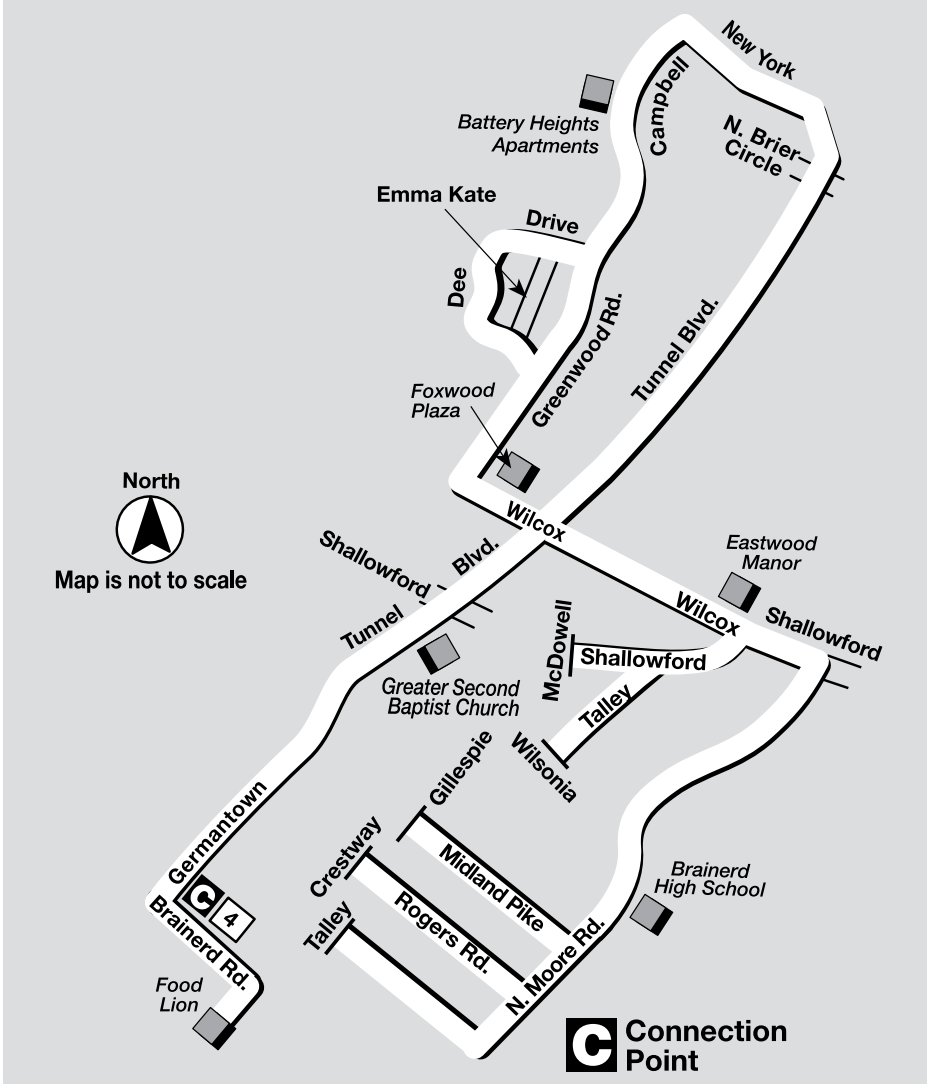 New York
Campbell
Battery Heights
Apartments
N. Brier
Circle
Emma Kate
Drive
Dee
Greenwood Rd.
Tunnel Blvd.
Foxwood
Plaza
North
Map is not to scale
Wilcox
Shallowford
Blvd.
Tunnel
Eastwood
Manor
Wilcox
Shallowford
McDowell
Shallowford
Talley
Wilsonia
Greater Second
Baptist Church
Gillespie
Germantown
Crestway
Midland Pike
Brainerd
High School
C
4
Brainerd Rd.
Talley
Rogers Rd.
N. Moore Rd.
Food
Lion
C Connection
Point